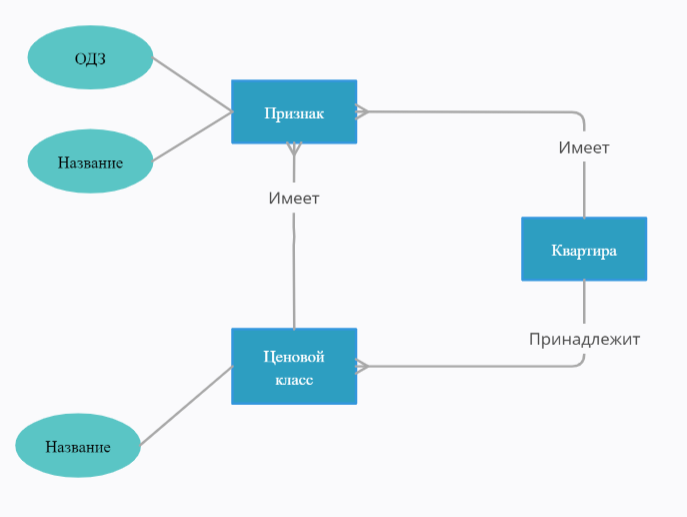 ОДЗ
Признак
Имеет
Название
Имеет
Квартира
Принадлежит
Ценовой
класс
Название